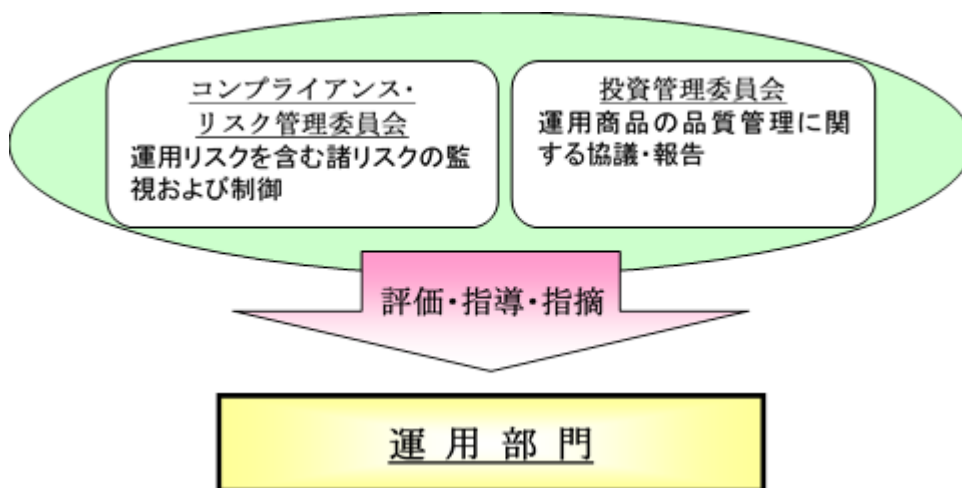 コンプライアンス・
リスク管理委員会
運用リスクを含む諸リスクの監
視および制御
投資管理委員会
運用商品の品質管理に関
する協議・報告
評価・指導・指摘
運用部門